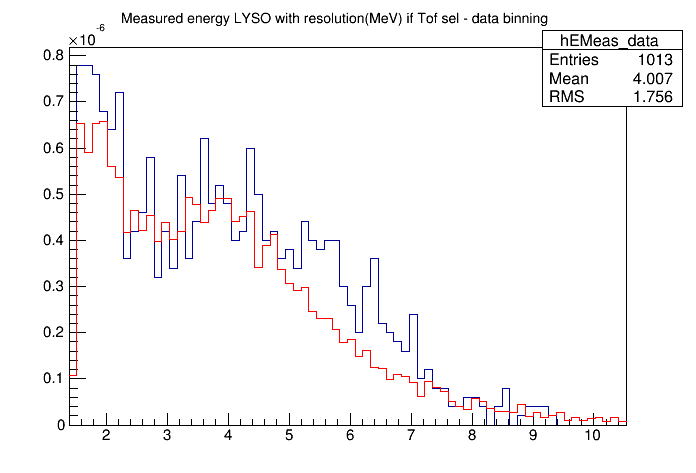 Measured energy LYSO with resolution(MeV) if Tof sel - data binning
×10-6
hEMeas_data
Entries 1013
Mean 4.007
RMS 1.756
0.8
0.7
0.6
0.5
0.4
0.3
0.2
0.1
0
2 3 4 5 6 7 8 9 10